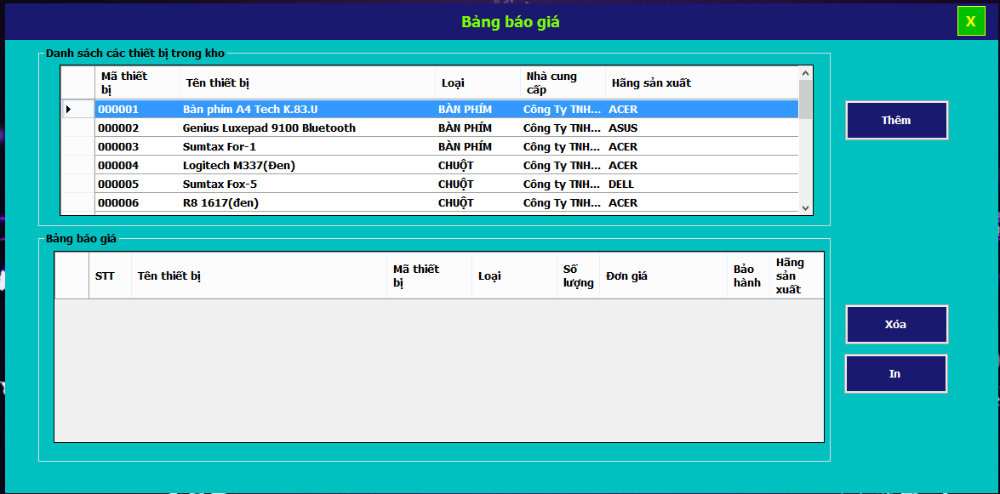 Bảng báo giá
X
Danh sách các thiết bị trong kho
Mã thiết bị Tên thiết bị Loại Nhà cung cấp Hãng sản xuất
000001 Bàn phím A4 Tech K.83.U BÀN PHÍM Công Ty TNH... ACER
000002 Genius Luxepad 9100 Bluetooth BÀN PHÍM Công Ty TNH... ASUS
000003 Sumtax For-1 BÀN PHÍM Công ty TNH... ACER
000004 Logitech M337(Đen) CHUỘT Công Ty TNH... ACER
000005 Sumtax Fox-5 CHUỘT Công ty TNH... DELL
000006 R8 1617(đen) CHUỘT Công Ty TNH... ACER
Thêm
Bảng báo giá
STT Tên thiết bị Mã thiết bị Loại Số lượng Đơn giá Bảo hành Hãng sản xuất
Xóa
In